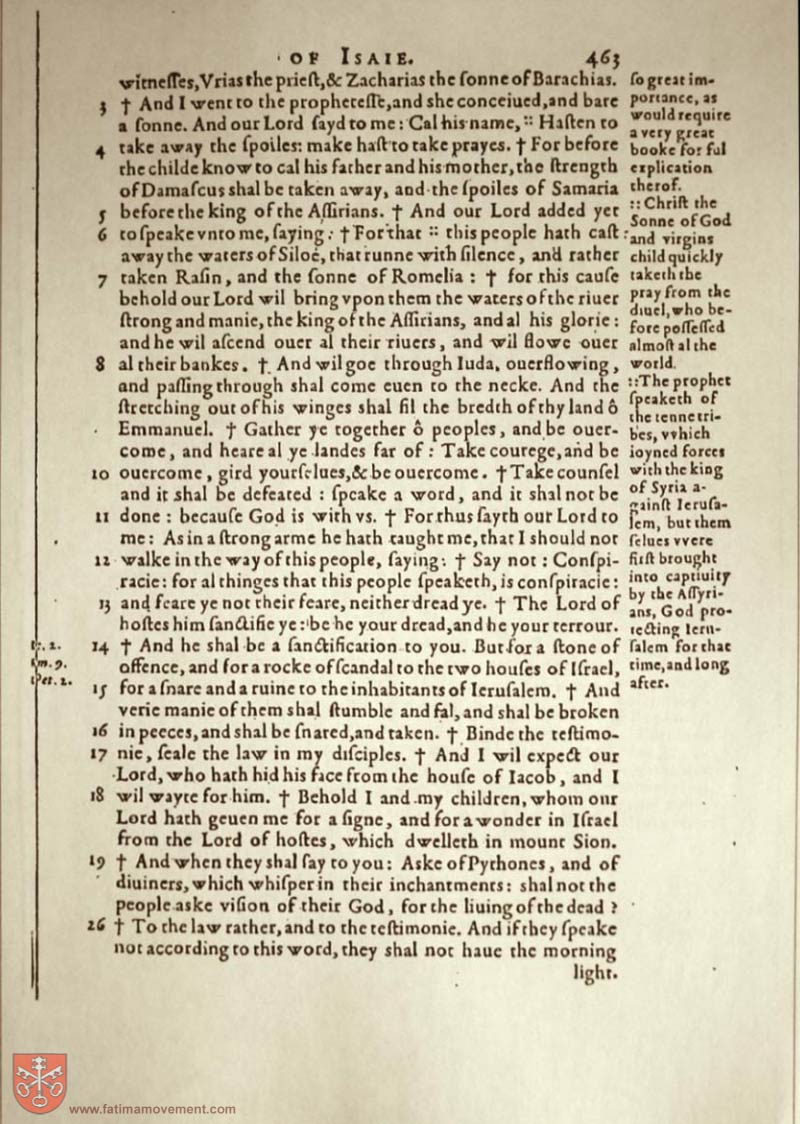 OF ISAIE. 463
witneſſes, Vrias the prieſt, & Zacharias the ſonne of Barachias.
3 † And I went to the propheteſſe, and ſhe conceiued, and bare
a ſonne. And our Lord ſayd to me: Cal his name, :: Haſten to
4 take away the ſpoiles: make haſt to take prayes. † For before
the childe know to cal his father and his mother, the ſtrength
of Damaſcus shal be taken away, and the ſpoiles of Samaria
5 before the king of the Aſſirians. † And our Lord added yet
6 to ſpeake vnto me, ſaying: † For that :: this people hath caſt
away the waters of Siloé, that runne with ſilence, and rather
7 taken Raſin, and the ſonne of Romelia: † for this cauſe
behold our Lord wil bring vpon them the waters of the riuer
ſtrong and manie, the king of the Aſſirians, and al his glorie:
and he wil aſcend ouer al their riuers, and wil flowe ouer
8 al their bankes. † And wil goe through Iuda, ouerflowing,
and paſſing through shal come euen to the necke. And the
ſtretching out of his winges shal fil the bredth of thy land ô
Emmanuel. † Gather ye together ô peoples, and be ouer-
come, and heare al ye landes far of: Take courege, and be
10 ouercome, gird yourſelues, & be ouercome. † Take counſel
and it shal be defeated: ſpeake a word, and it shal not be
11 done: becauſe God is with vs. † For thus ſayth our Lord to
me: As in a ſtrong arme he hath taught me, that I should not
12 walke in the way of this people, ſaying: † Say not: Conſpi-
racie: for al thinges that this people ſpeaketh, is conſpiracie:
13 and feare ye not their feare, neither dread ye. † The Lord of
hoſtes him ſanctifie ye: be he your dread, and he your terrour.
14 † And he shal be a ſanctification to you. But for a ſtone of
offence, and for a rocke of ſcandal to the two houſes of Iſrael,
15 for a ſnare and a ruine to the inhabitants of Ieruſalem. † And
verie manie of them shal ſtumble and fal, and shal be broken
16 in peeces, and shal be ſnared, and taken. † Binde the teſtimo-
17 nie, ſeale the law in my diſciples. † And I wil expect our
Lord, who hath hid his face from the houſe of Iacob, and I
18 wil wayte for him. † Behold I and my children, whom our
Lord hath geuen me for a ſigne, and for a wonder in Iſrael
from the Lord of hoſtes, which dwelleth in mount Sion.
19 † And when they shal ſay to you: Aske of Pythones, and of
diuiners, which whiſper in their inchantments: shal not the
people aske viſion of their God, for the liuing of the dead?
26 † To the law rather, and to the teſtimonie. And if they ſpeake
not according to this word, they shal not haue the morning
light.
ſo great im-
portance, as
would require
a very great
booke for ful
explication
therof.
:: Chriſt the
Sonne of God
and virgins
child quickly
taketh the
pray from the
diuel, who be-
fore poſſeſſed
almoſt al the
world.
:: The prophet
ſpeaketh of
the tenne tri-
bes, vvhich
ioyned forces
with the king
of Syria a-
gainſt Ieruſa-
lem, but them
ſelues vvere
firſt brought
into captiuity
by the Aſſyri-
ans, God pro-
tecting Ieru-
ſalem for that
time, and long
after.
2.
9.
2.
www.fatimamovement.com